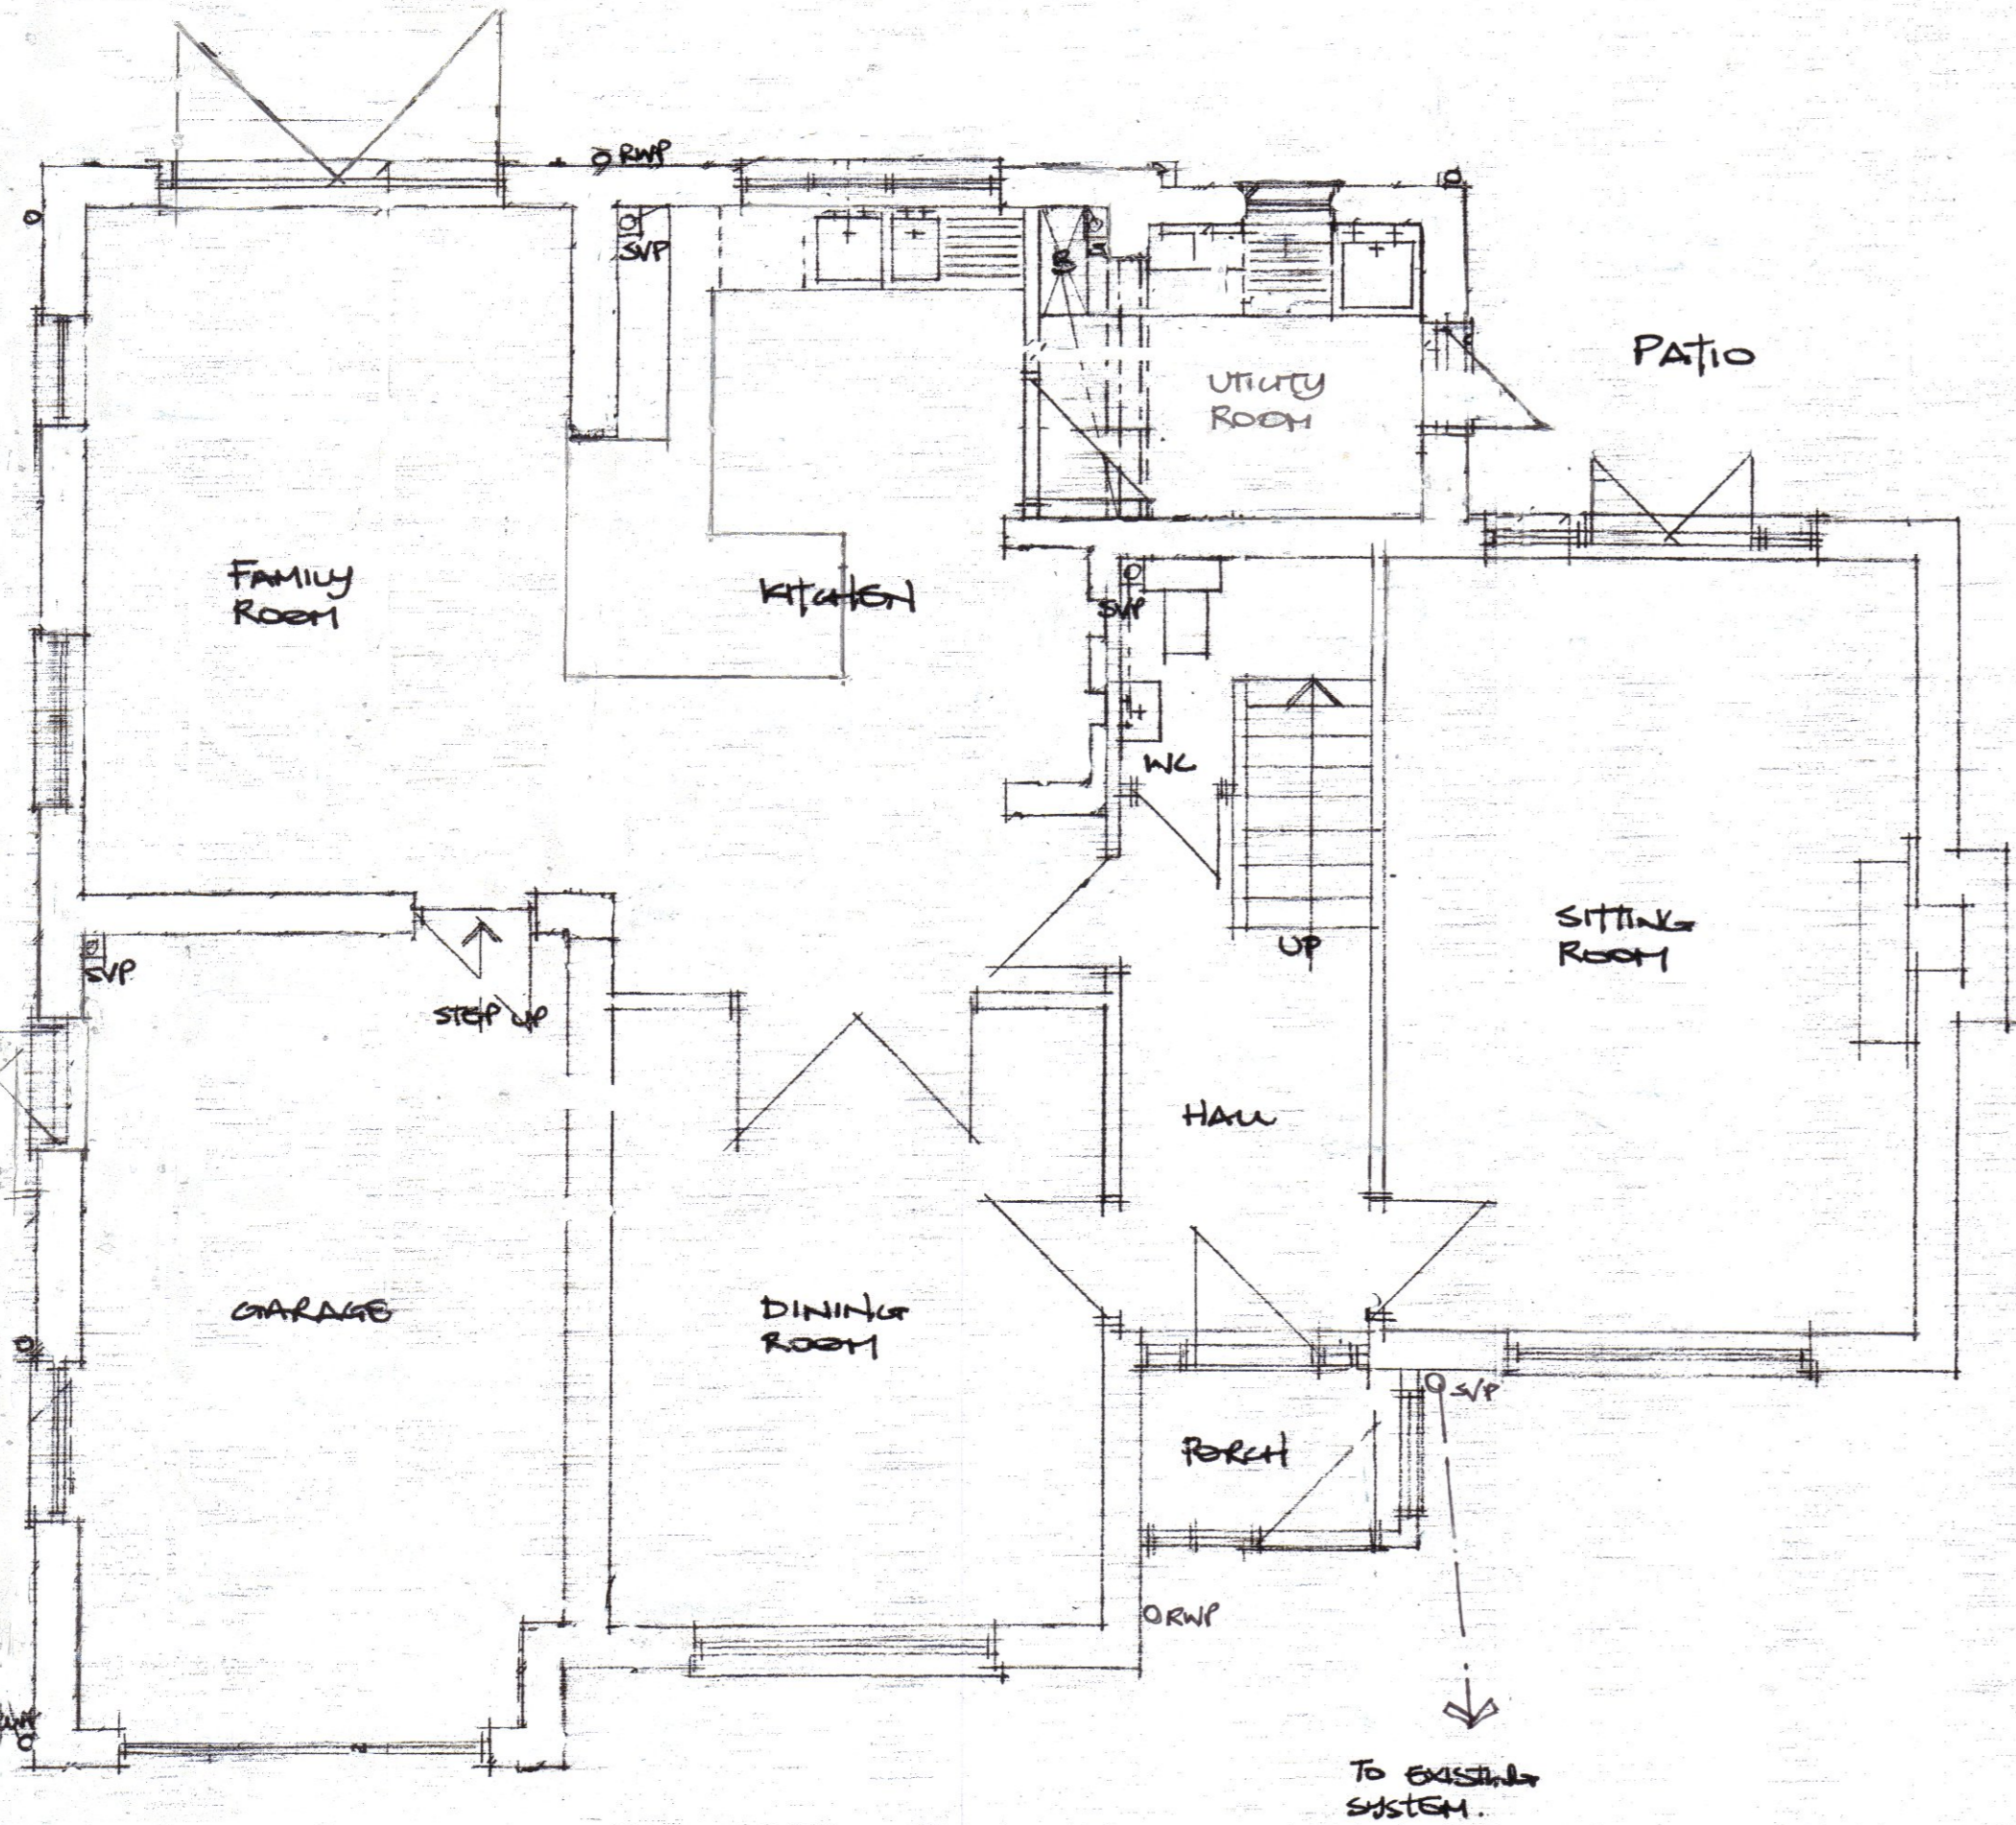 RWP
SVP
B
PATIO
UTILITY
ROOM
FAMILY
ROOM
KITCHEN
SVP
WC
SITTING
ROOM
UP
SVP
STEP UP
HALL
GARAGE
DINING
ROOM
SVP
PORCH
RWP
RWP
TO EXISTING
SYSTEM.